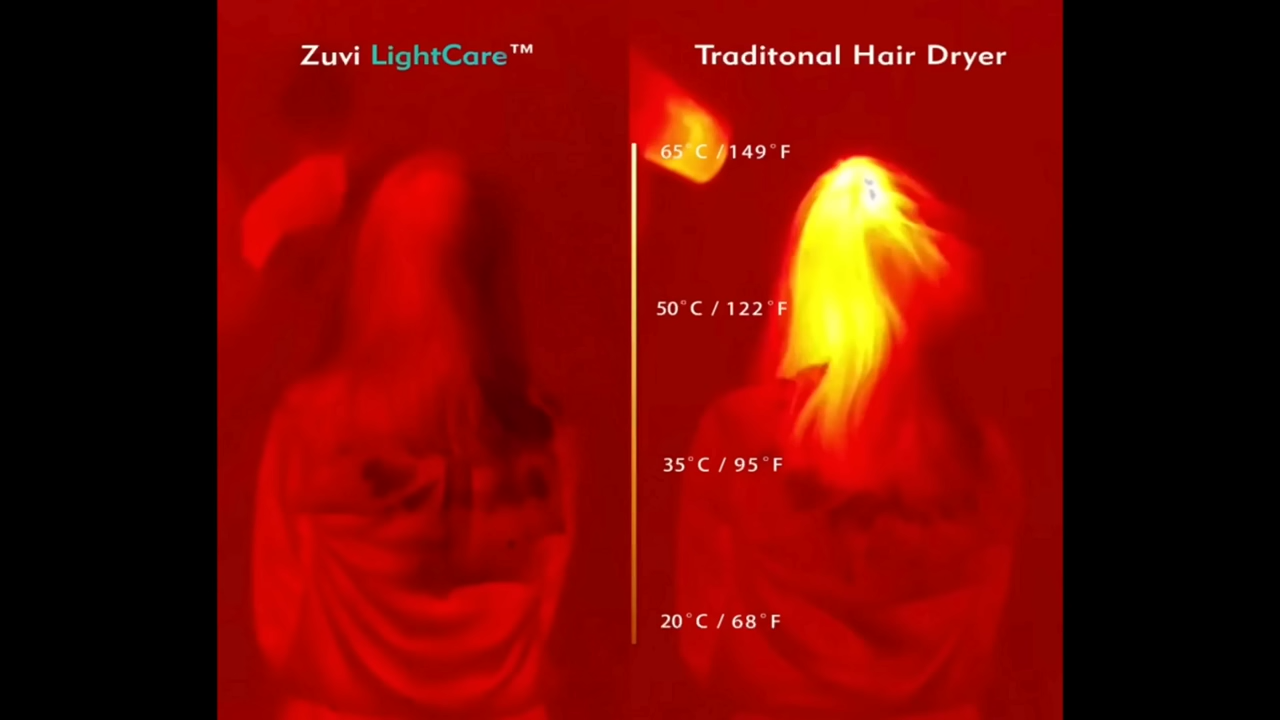 Zuvi LightCare™
Traditonal Hair Dryer
65°C / 149°F
50°C / 122°F
35°C / 95°F
20°C / 68°F